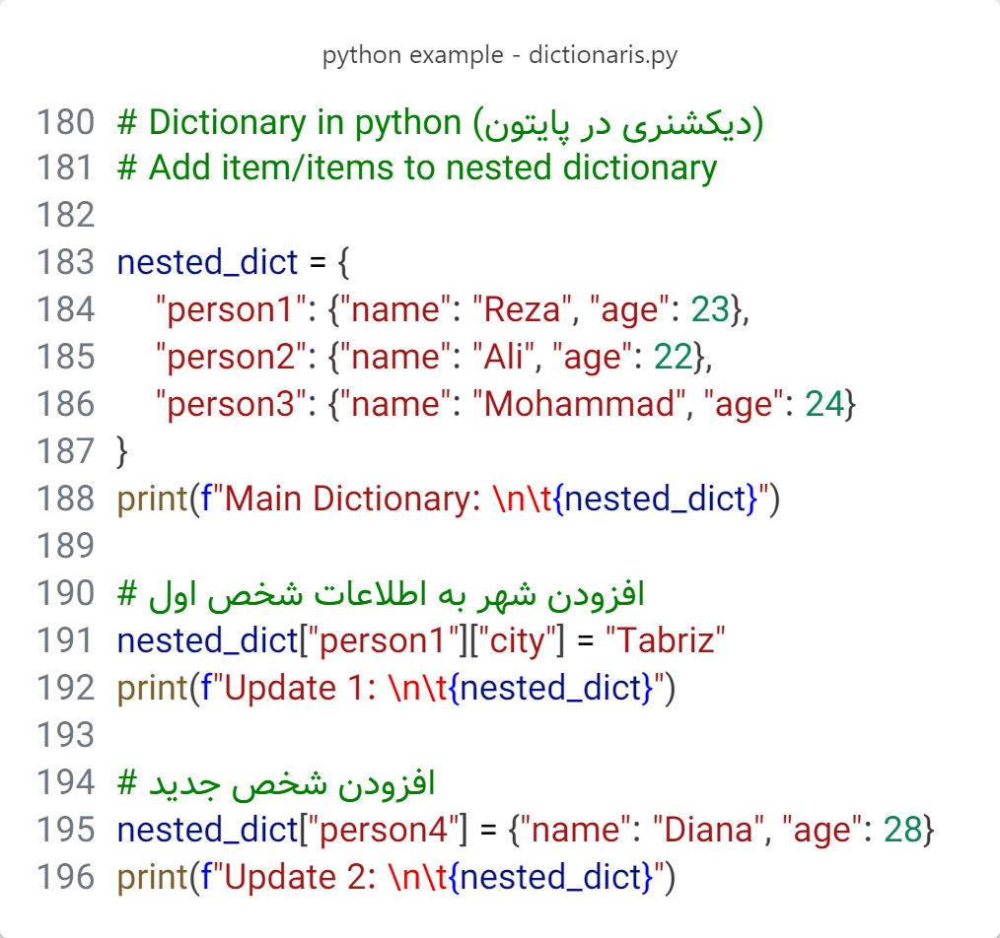 python example - dictionaris.py
180 # Dictionary in python (دیکشنری در پایتون)
181 # Add item/items to nested dictionary
182
183 nested_dict = {
184     "person1": {"name": "Reza", "age": 23},
185     "person2": {"name": "Ali", "age": 22},
186     "person3": {"name": "Mohammad", "age": 24}
187 }
188 print(f"Main Dictionary: \n\t{nested_dict}")
189
190 # افزودن شهر به اطلاعات شخص اول
191 nested_dict["person1"]["city"] = "Tabriz"
192 print(f"Update 1: \n\t{nested_dict}")
193
194 # افزودن شخص جدید
195 nested_dict["person4"] = {"name": "Diana", "age": 28}
196 print(f"Update 2: \n\t{nested_dict}")